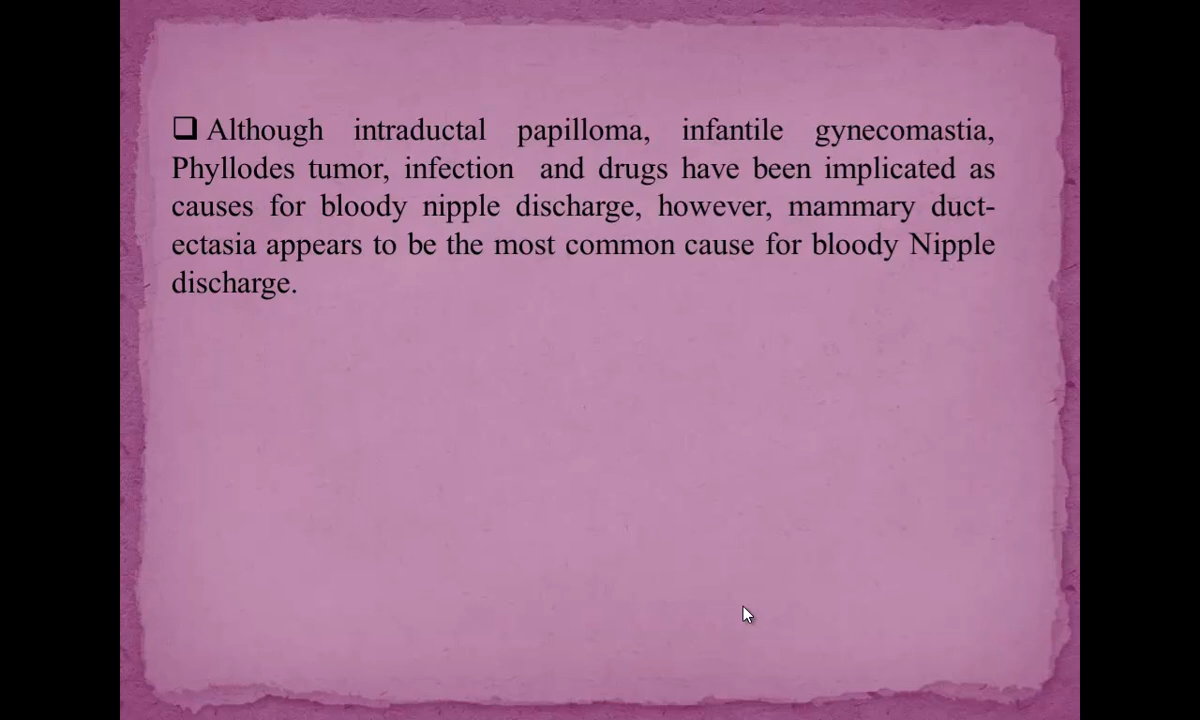 ❑ Although intraductal papilloma, infantile gynecomastia,
Phyllodes tumor, infection and drugs have been implicated as
causes for bloody nipple discharge, however, mammary duct-
ectasia appears to be the most common cause for bloody Nipple
discharge.